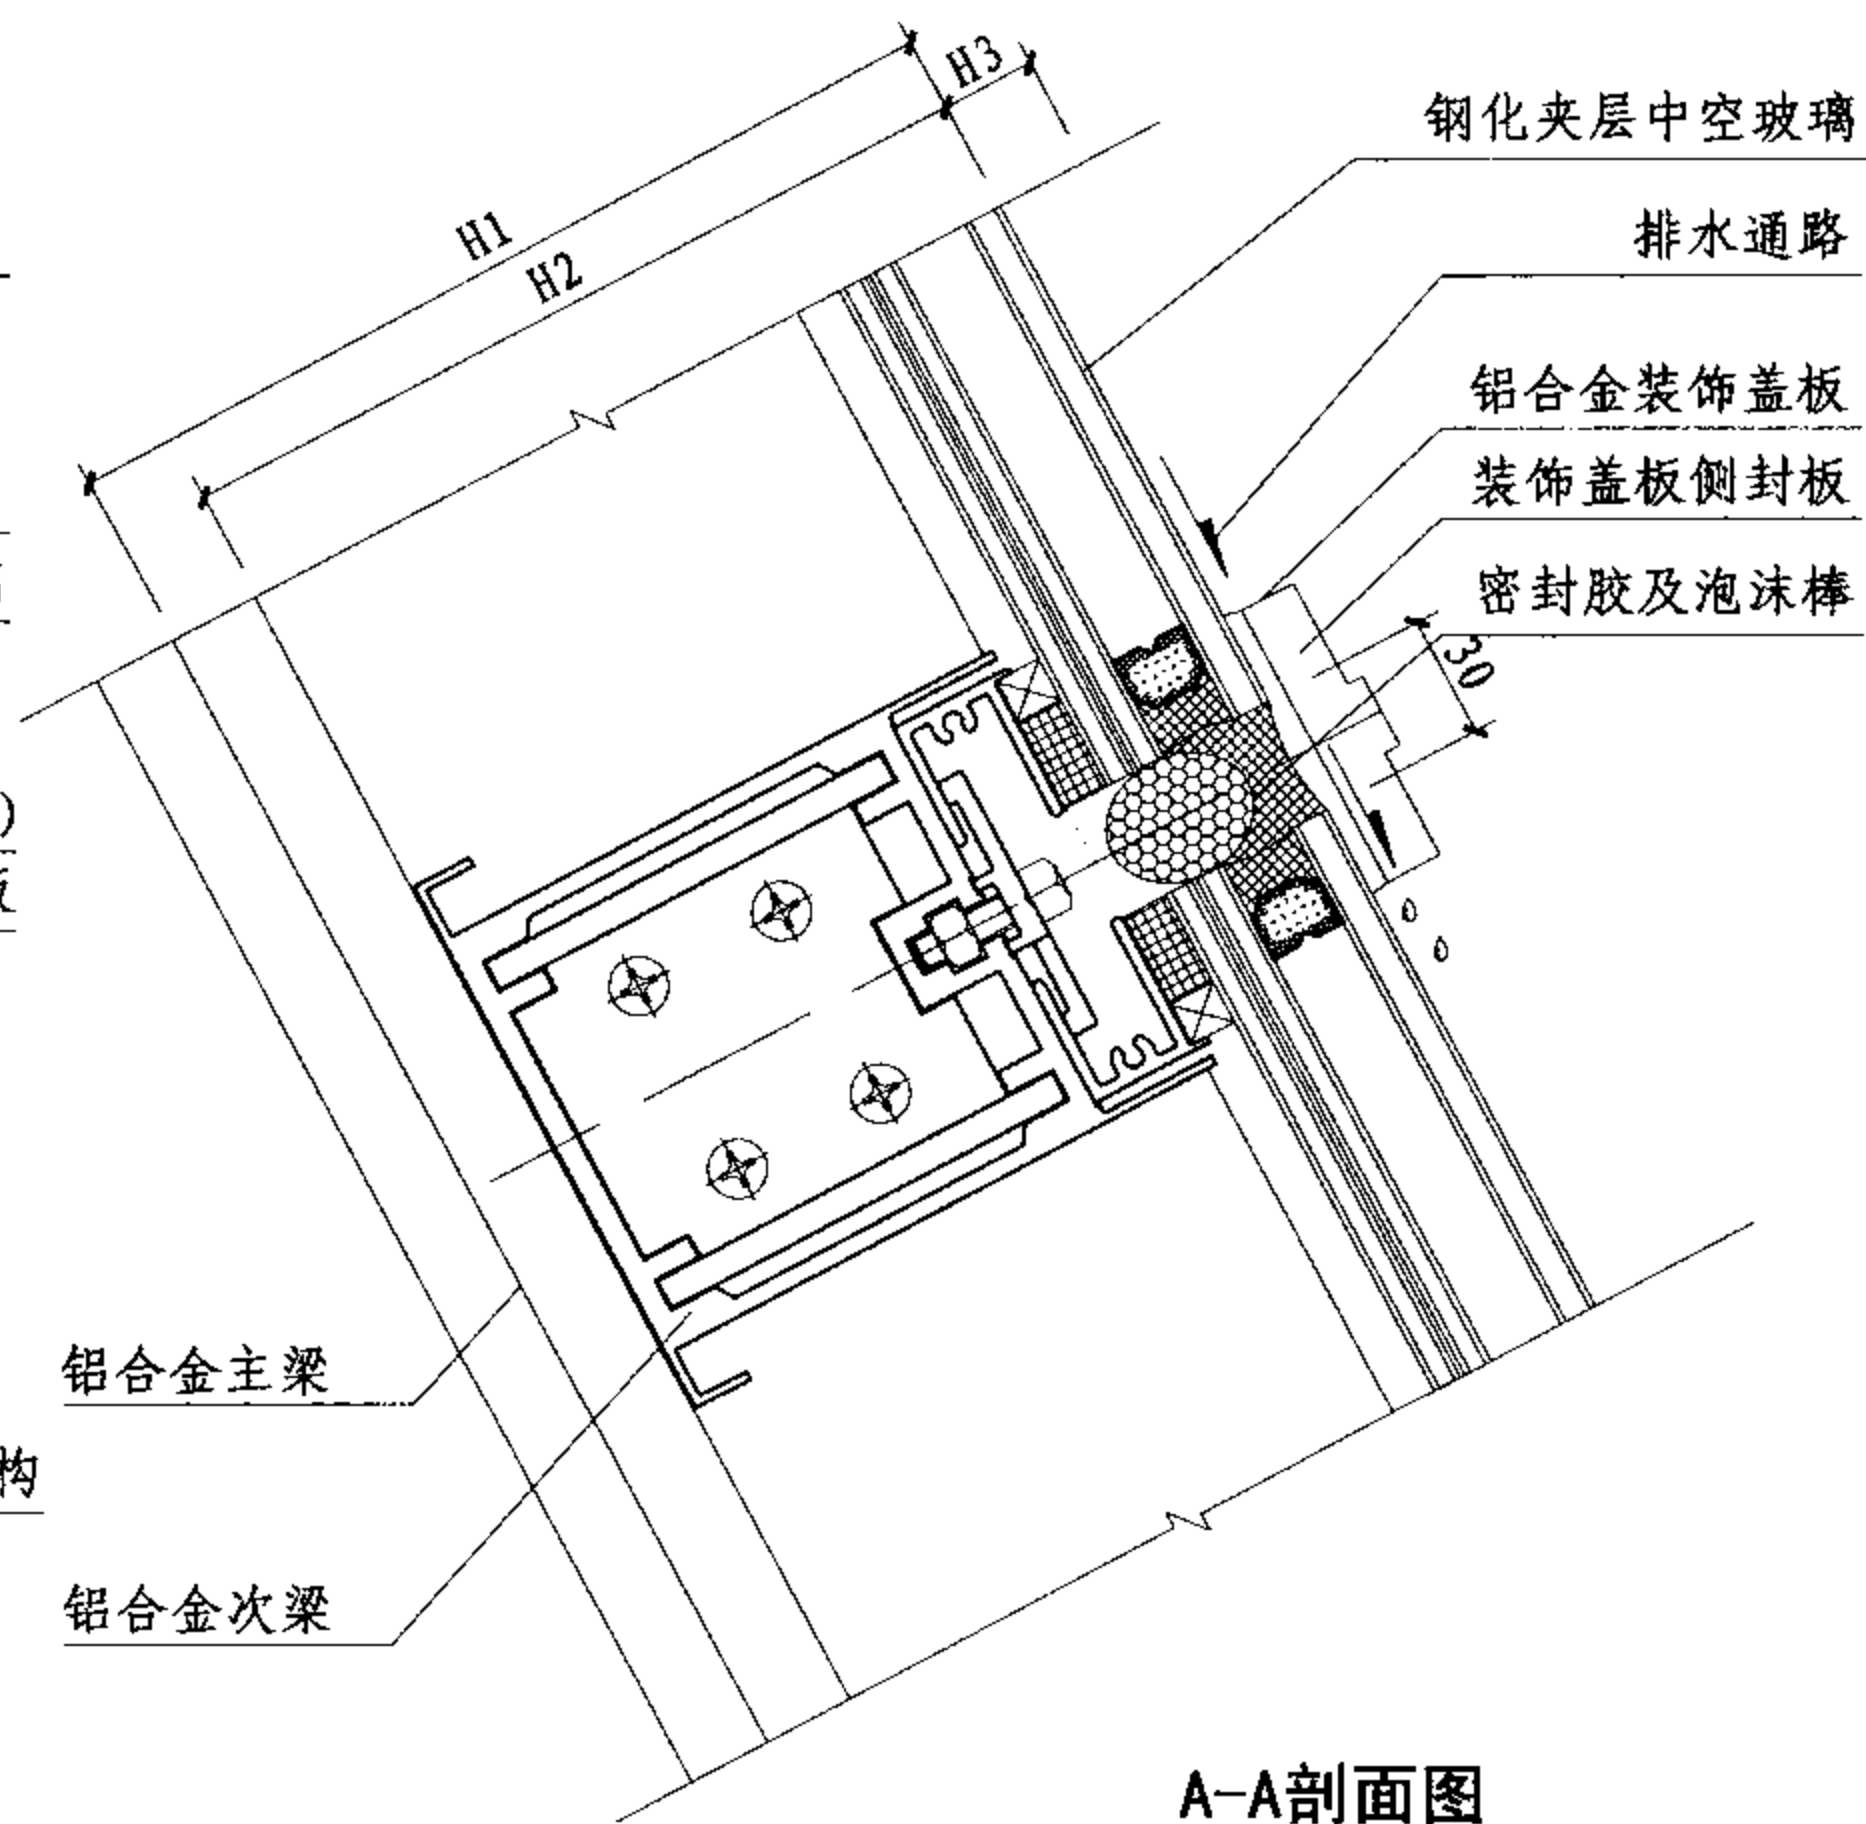 H3
H1
H2
钢化夹层中空玻璃
排水通路
铝合金装饰盖板
装饰盖板侧封板
密封胶及泡沫棒
30
)
铝合金主梁
构
铝合金次梁
A-A剖面图